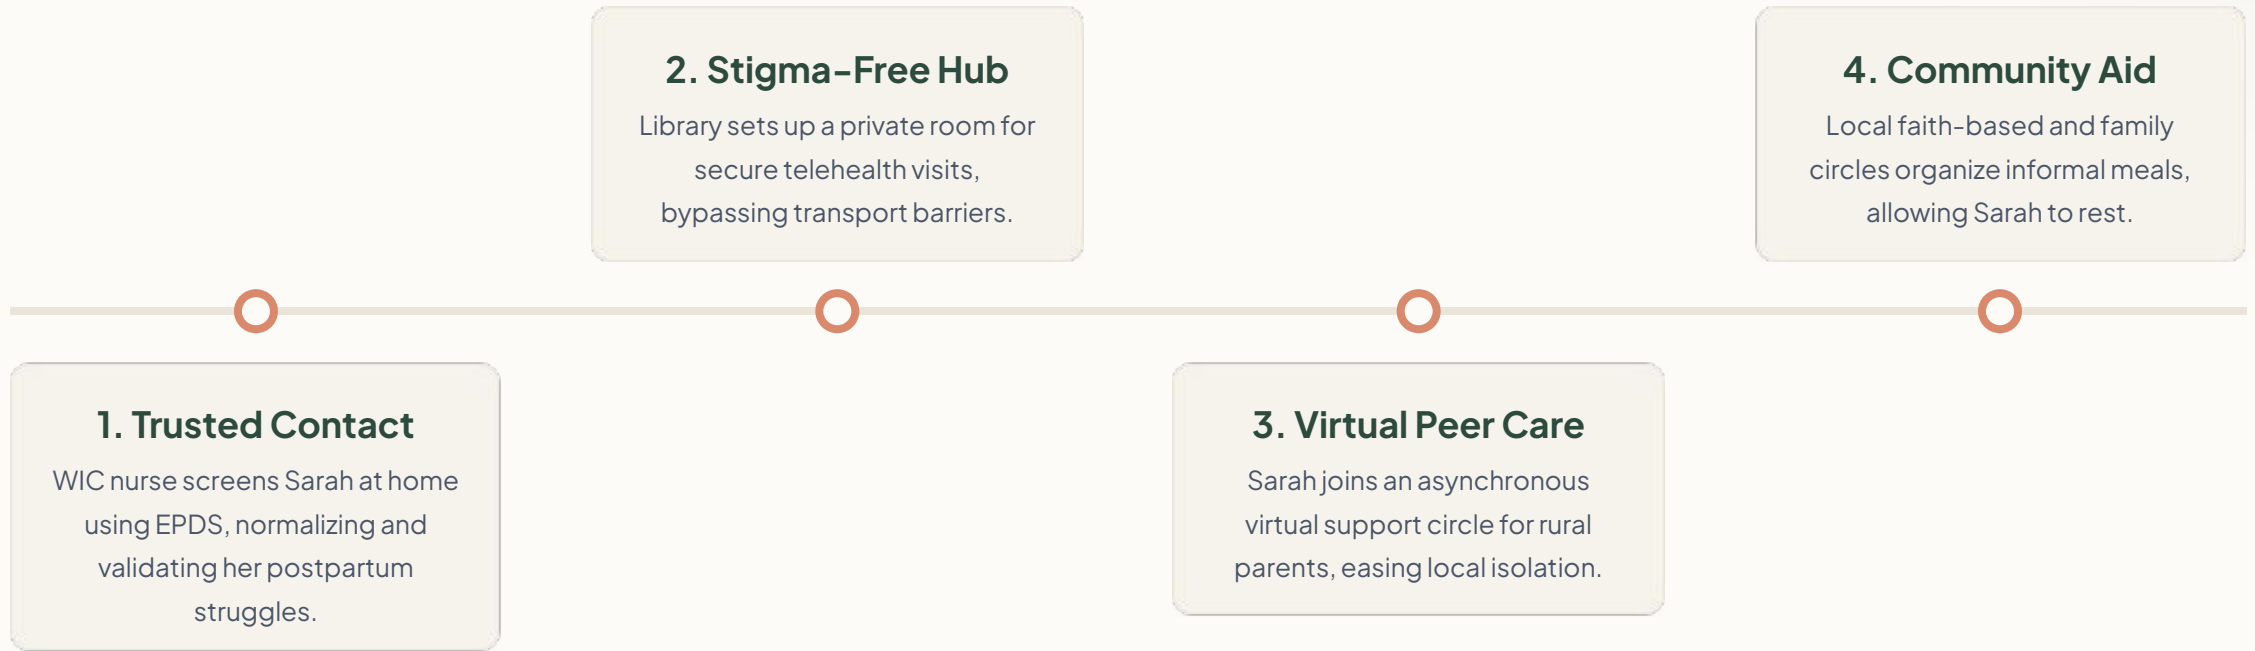 1. Trusted Contact
WIC nurse screens Sarah at home
using EPDS, normalizing and
validating her postpartum
struggles.
2. Stigma-Free Hub
Library sets up a private room for
secure telehealth visits,
bypassing transport barriers.
3. Virtual Peer Care
Sarah joins an asynchronous
virtual support circle for rural
parents, easing local isolation.
4. Community Aid
Local faith-based and family
circles organize informal meals,
allowing Sarah to rest.